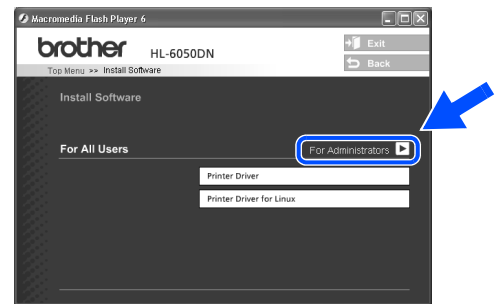 Macromedia Flash Player 6
brother HL-6050DN
Exit
Back
Top Menu >> Install Software
Install Software
For All Users
For Administrators
Printer Driver
Printer Driver for Linux